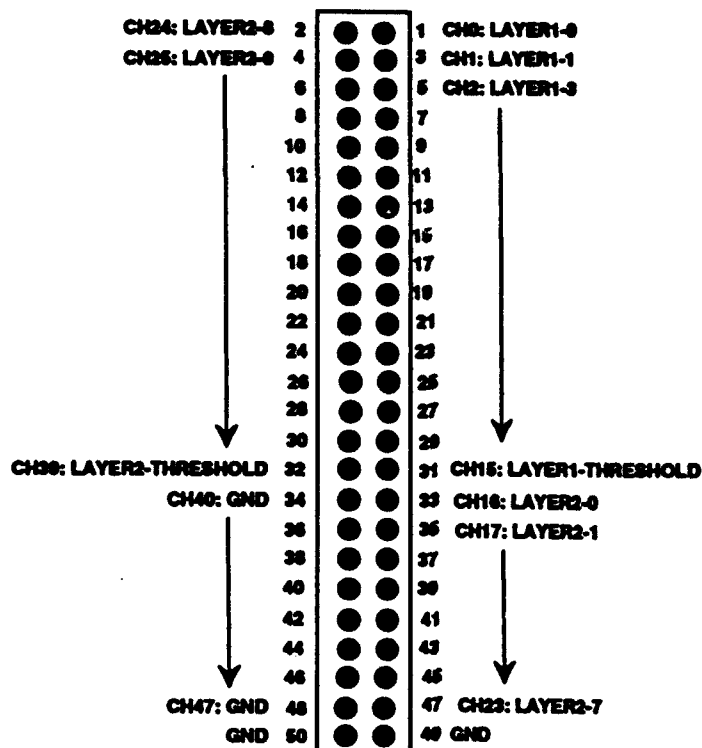 CH24: LAYER2-8 2 1 CH0: LAYER1-0
CH25: LAYER2-9 4 3 CH1: LAYER1-1
6 5 CH2: LAYER1-3
8 7
10 9
12 11
14 13
16 15
18 17
20 19
22 21
24 23
26 25
28 27
30 29
CH39: LAYER2-THRESHOLD 32 31 CH15: LAYER1-THRESHOLD
CH40: GND 34 33 CH16: LAYER2-0
36 35 CH17: LAYER2-1
38 37
40 39
42 41
44 43
46 45
CH47: GND 48 47 CH23: LAYER2-7
GND 50 49 GND